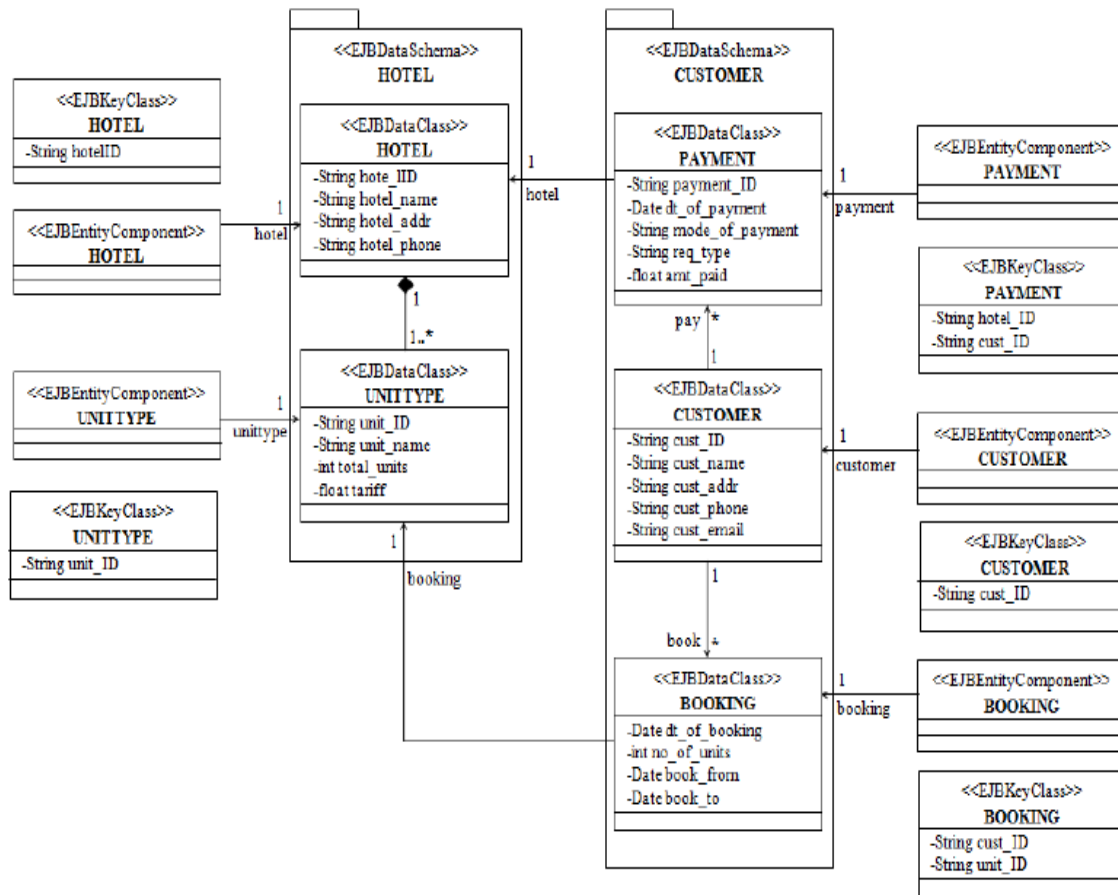 <<EJBDataSchema>>
HOTEL
<<EJBKeyClass>>
HOTEL
-String hotelID
<<EJBEntityComponent>>
HOTEL
1
hotel
<<EJBDataClass>>
HOTEL
-String hote_lID
-String hotel_name
-String hotel_addr
-String hotel_phone
1
1..*
<<EJBEntityComponent>>
UNITTYPE
1
unittype
<<EJBDataClass>>
UNITTYPE
-String unit_ID
-String unit_name
-int total_units
-float tariff
<<EJBKeyClass>>
UNITTYPE
-String unit_ID
1
booking
<<EJBDataSchema>>
CUSTOMER
1
hotel
<<EJBDataClass>>
PAYMENT
-String payment_ID
-Date dt_of_payment
-String mode_of_payment
-String req_type
-float amt_paid
1
payment
<<EJBEntityComponent>>
PAYMENT
<<EJBKeyClass>>
PAYMENT
-String hotel_ID
-String cust_ID
pay
*
1
<<EJBDataClass>>
CUSTOMER
-String cust_ID
-String cust_name
-String cust_addr
-String cust_phone
-String cust_email
1
customer
<<EJBEntityComponent>>
CUSTOMER
<<EJBKeyClass>>
CUSTOMER
-String cust_ID
1
book
*
<<EJBDataClass>>
BOOKING
-Date dt_of_booking
-int no_of_units
-Date book_from
-Date book_to
1
booking
<<EJBEntityComponent>>
BOOKING
<<EJBKeyClass>>
BOOKING
-String cust_ID
-String unit_ID